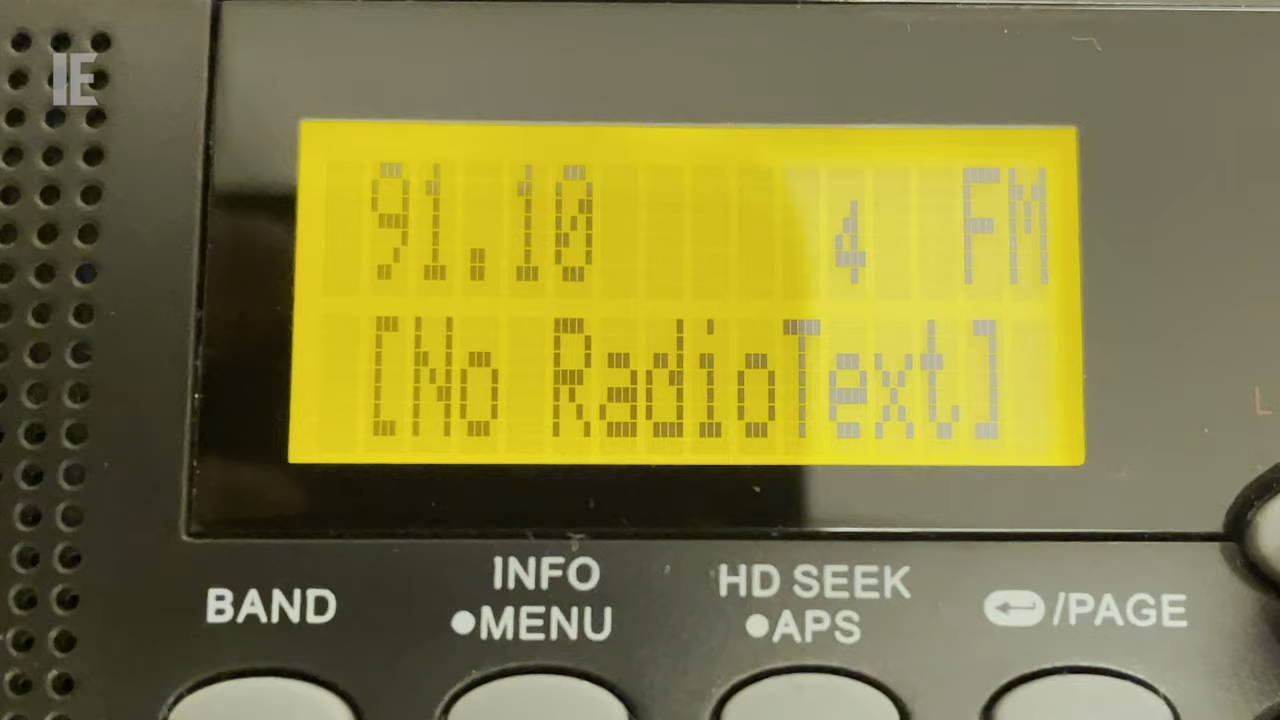 IE
91.10 4 FM
[No RadioText]
L
BAND
INFO
•MENU
HD SEEK
•APS
/PAGE